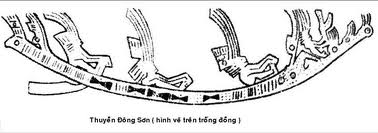 Thuyền Đông Sơn ( hình vẽ trên trống đồng )